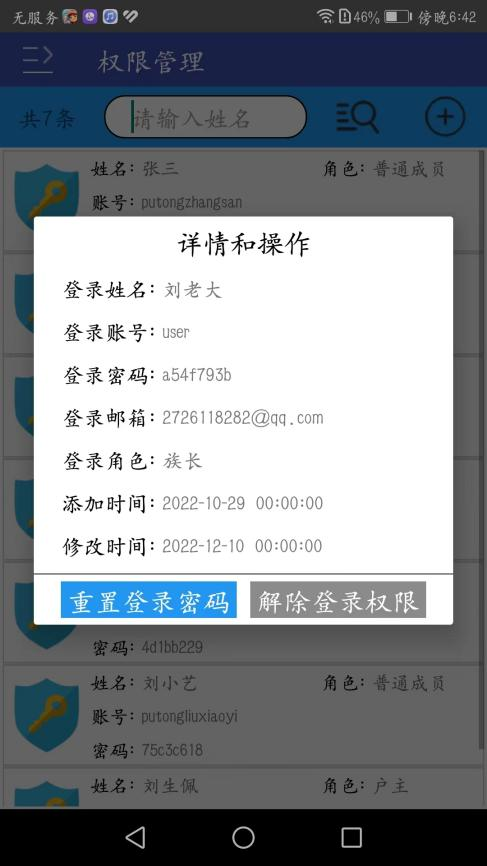 无服务 46% 傍晚6:42
权限管理
共7条 请输入姓名
姓名: 张三 角色: 普通成员
账号: putongzhangsan
详情和操作
登录姓名: 刘老大
登录账号: user
登录密码: a54f793b
登录邮箱: 2726118282@qq.com
登录角色: 族长
添加时间: 2022-10-29 00:00:00
修改时间: 2022-12-10 00:00:00
重置登录密码 解除登录权限
密码: 4d1bb229
姓名: 刘小艺 角色: 普通成员
账号: putongliuxiaoyi
密码: 75c3c618
姓名: 刘生佩 角色: 户主